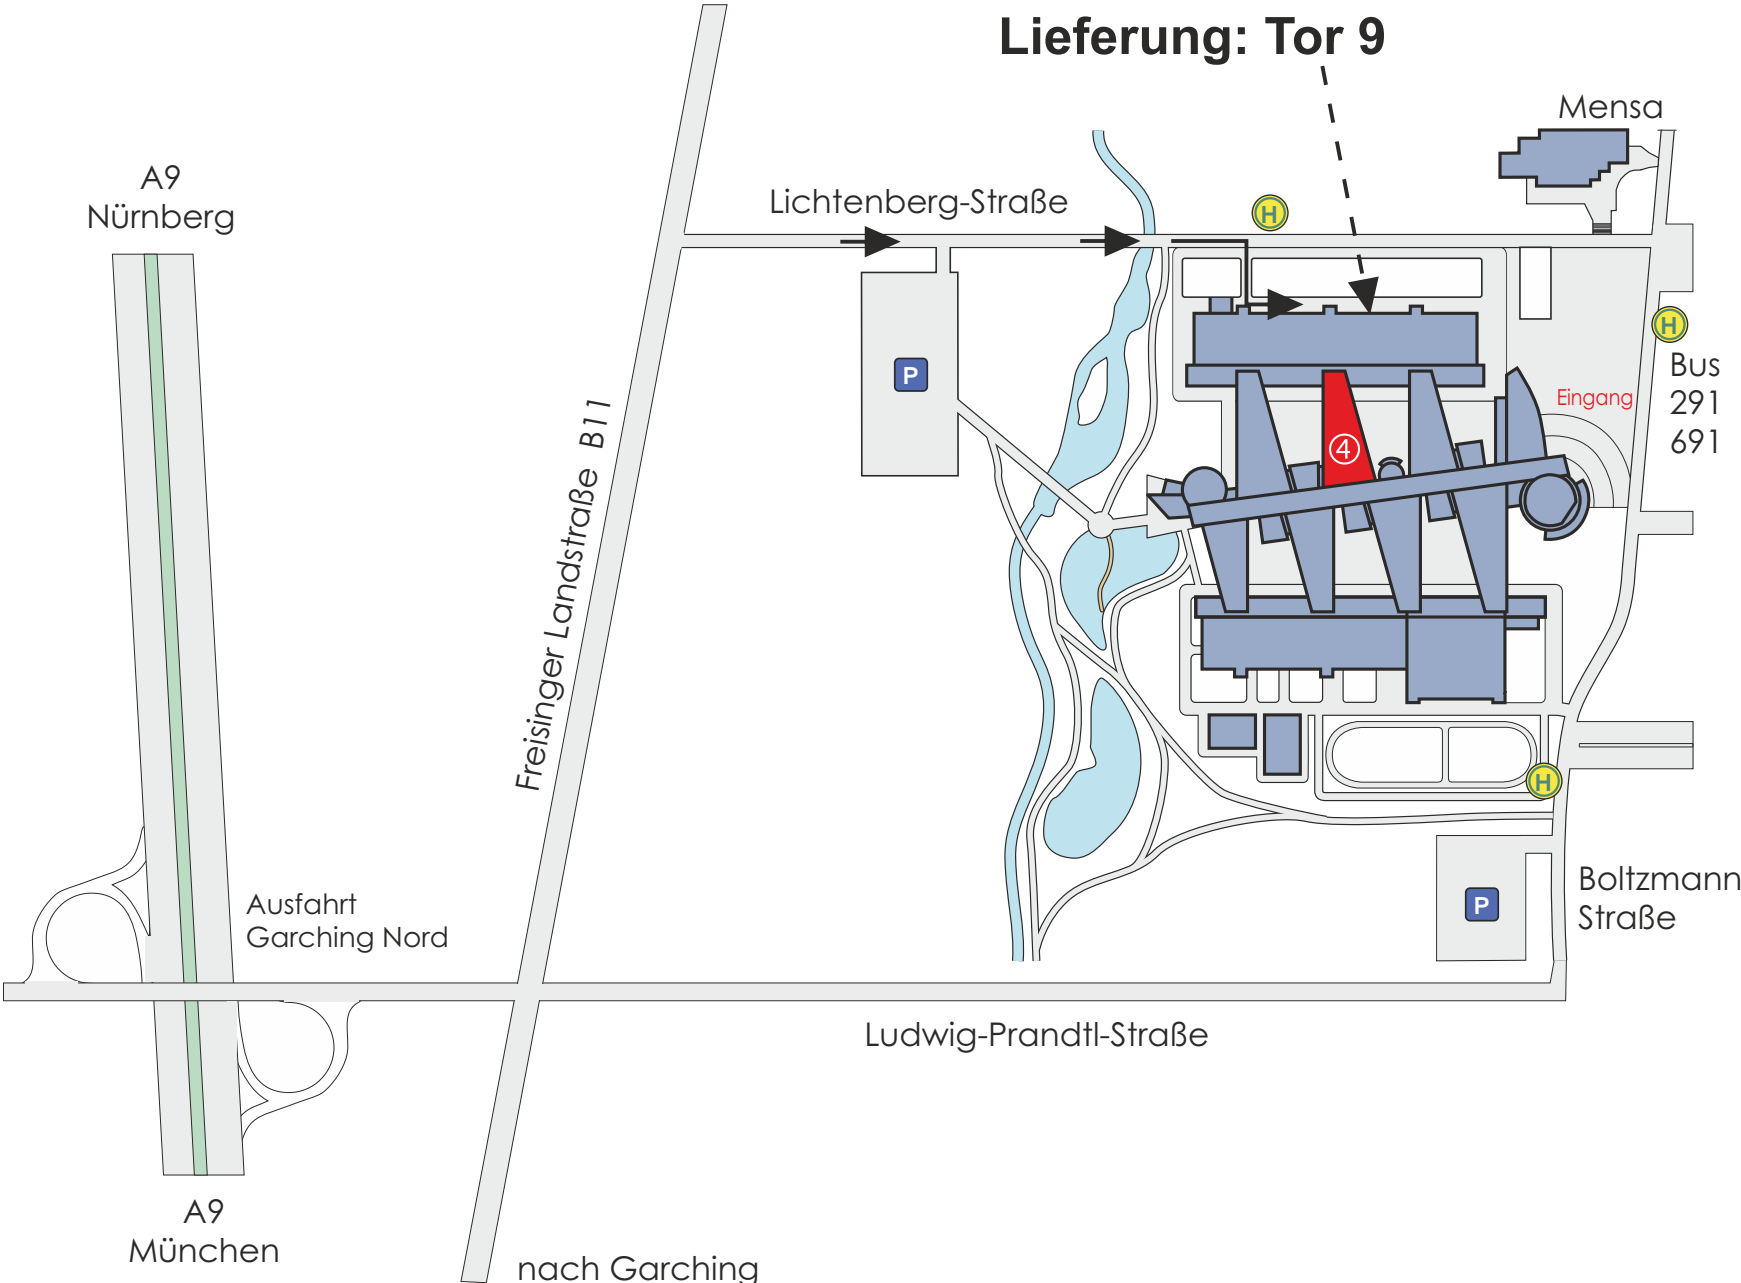 Lieferung: Tor 9
Mensa
A9
Nürnberg
Lichtenberg-Straße
H
H
Bus
291
691
P
Eingang
4
Freisinger Landstraße B11
H
Ausfahrt
Garching Nord
Boltzmann
Straße
P
Ludwig-Prandtl-Straße
A9
München
nach Garching